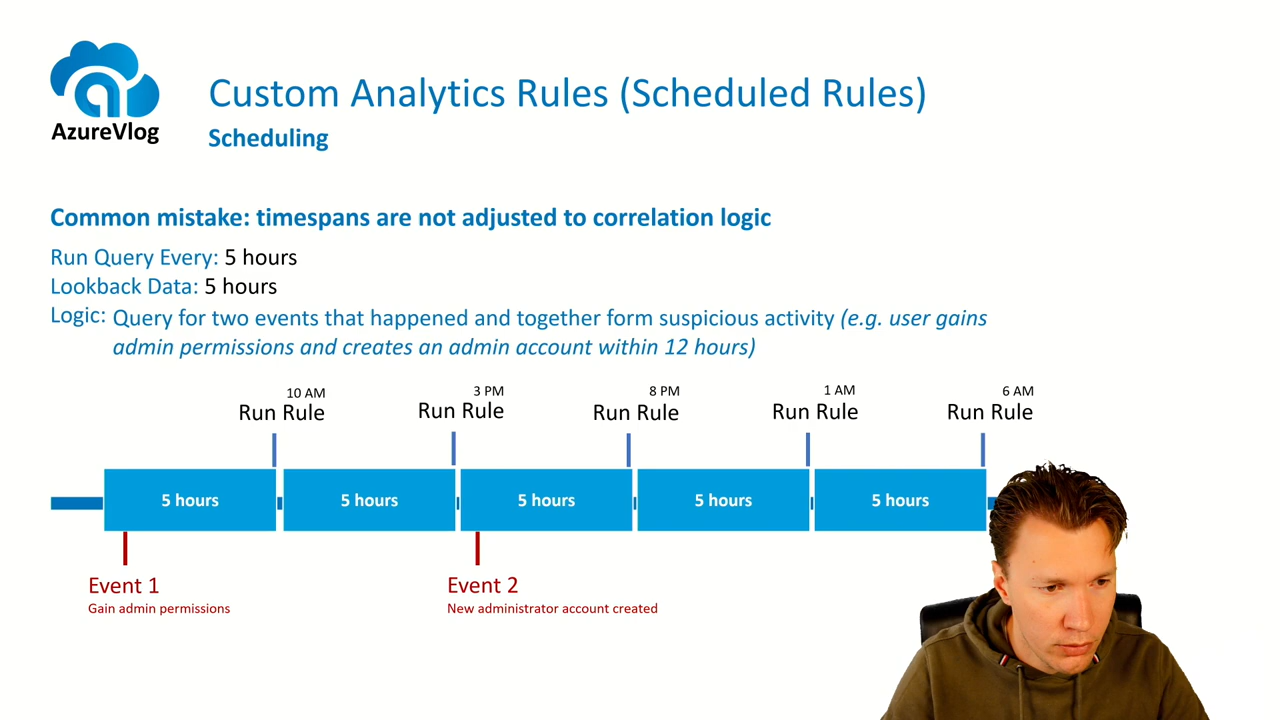 AzureVlog
Custom Analytics Rules (Scheduled Rules)
Scheduling
Common mistake: timespans are not adjusted to correlation logic
Run Query Every: 5 hours
Lookback Data: 5 hours
Logic: Query for two events that happened and together form suspicious activity (e.g. user gains
admin permissions and creates an admin account within 12 hours)
10 AM
Run Rule
3 PM
Run Rule
8 PM
Run Rule
1 AM
Run Rule
6 AM
Run Rule
5 hours
5 hours
5 hours
5 hours
5 hours
Event 1
Gain admin permissions
Event 2
New administrator account created